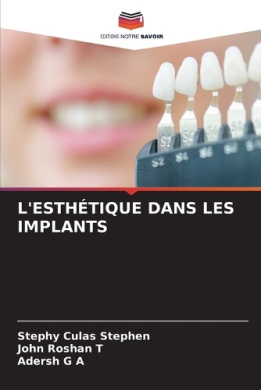 EDITIONS NOTRE SAVOIR
L'ESTHÉTIQUE DANS LES
IMPLANTS
Stephy Culas Stephen
John Roshan T
Adersh G A